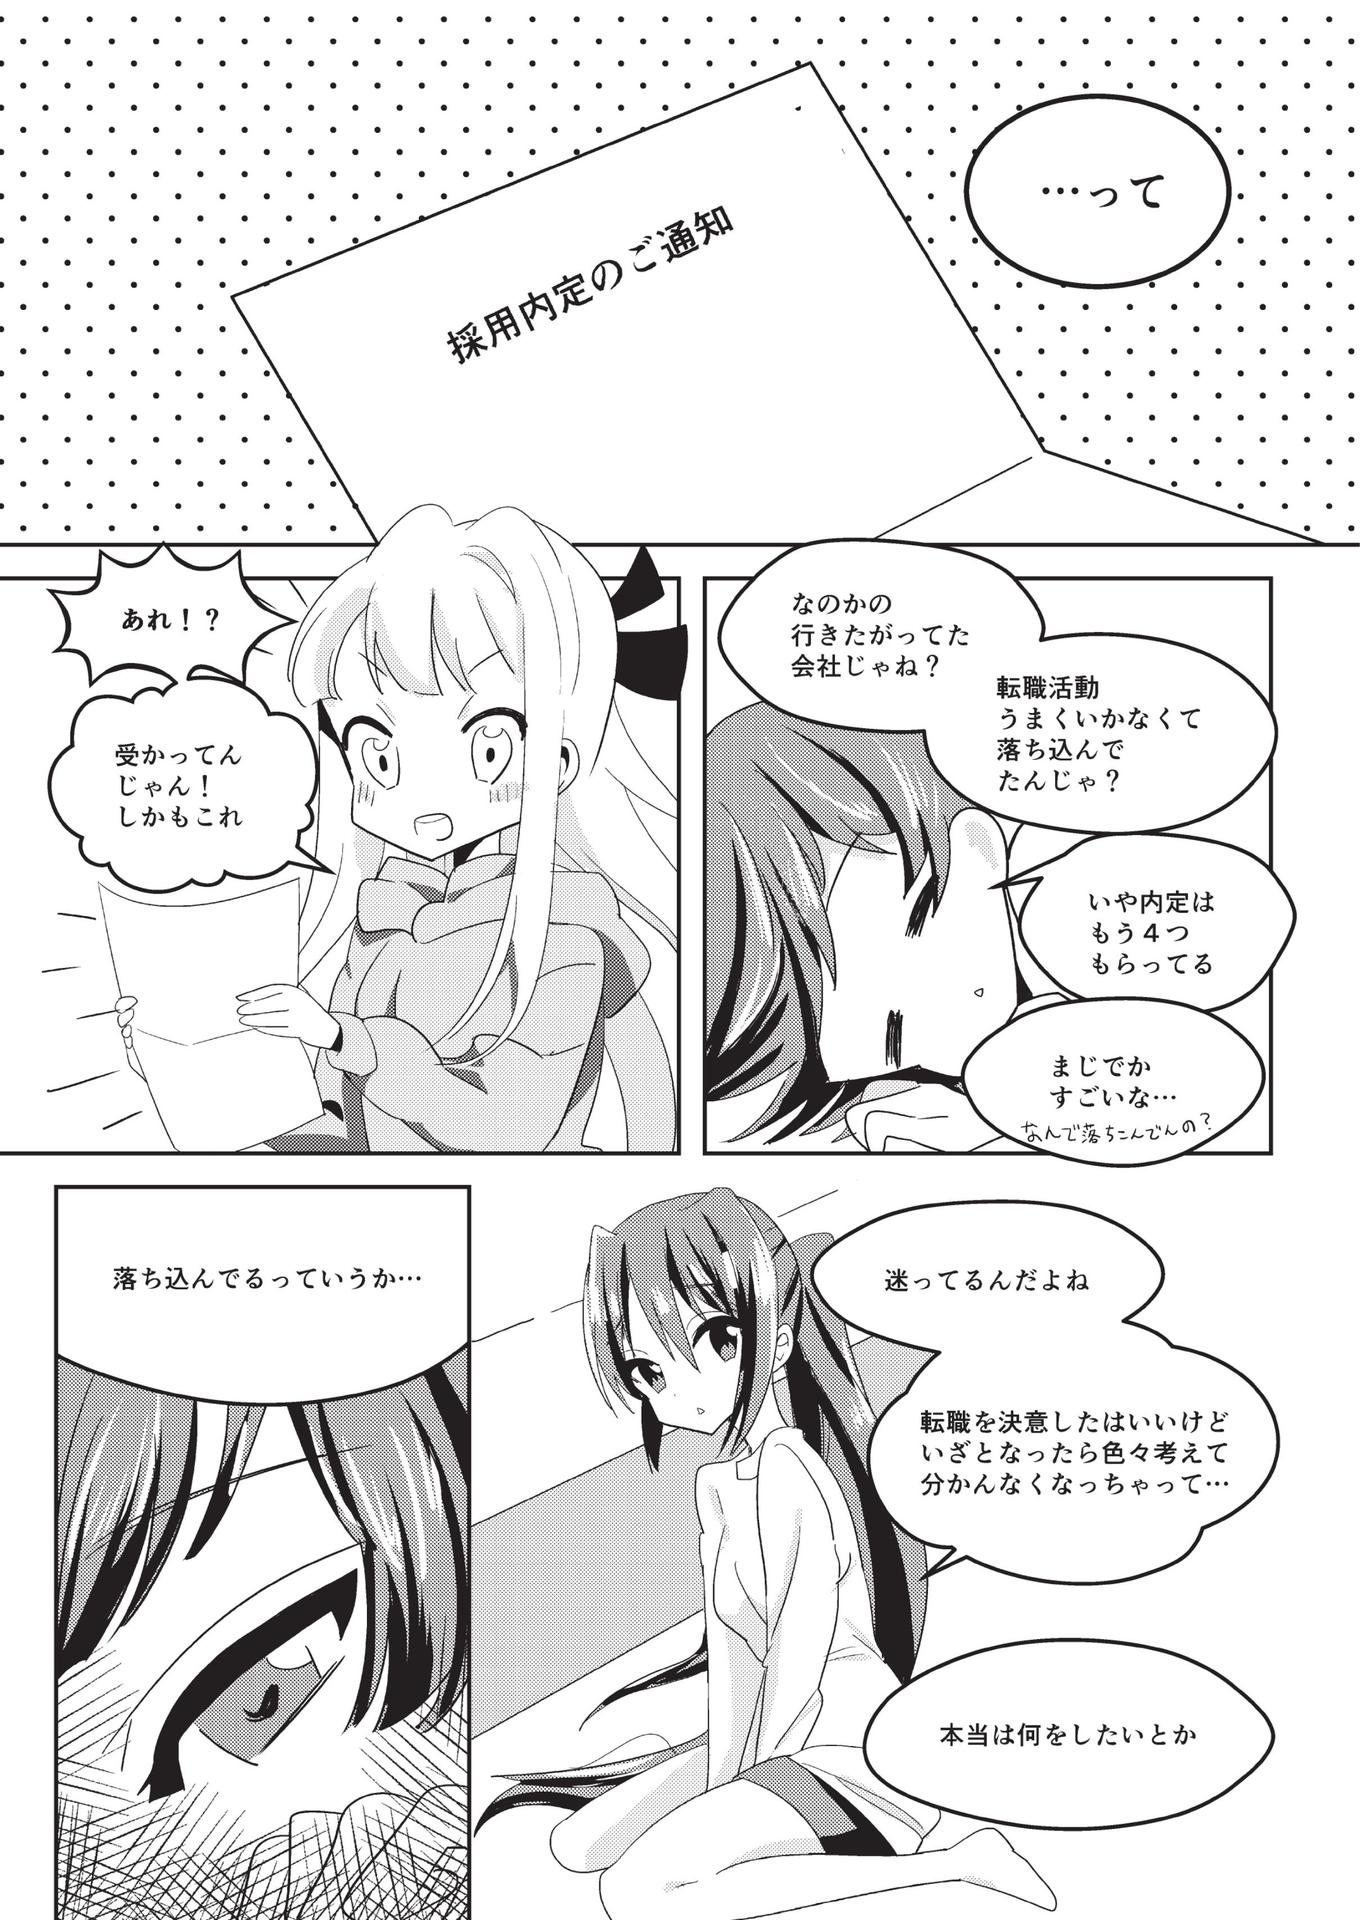 …って
採用内定のご通知
あれ！？
受かってん
じゃん！
しかもこれ
なのかの
行きたがってた
会社じゃね？
転職活動
うまくいかなくて
落ち込んで
たんじゃ？
いや内定は
もう４つ
もらってる
まじでか
すごいな…
なんで落ちこんでんの？
落ち込んでるっていうか…
迷ってるんだよね
転職を決意したはいいけど
いざとなったら色々考えて
分かんなくなっちゃって…
本当は何をしたいとか